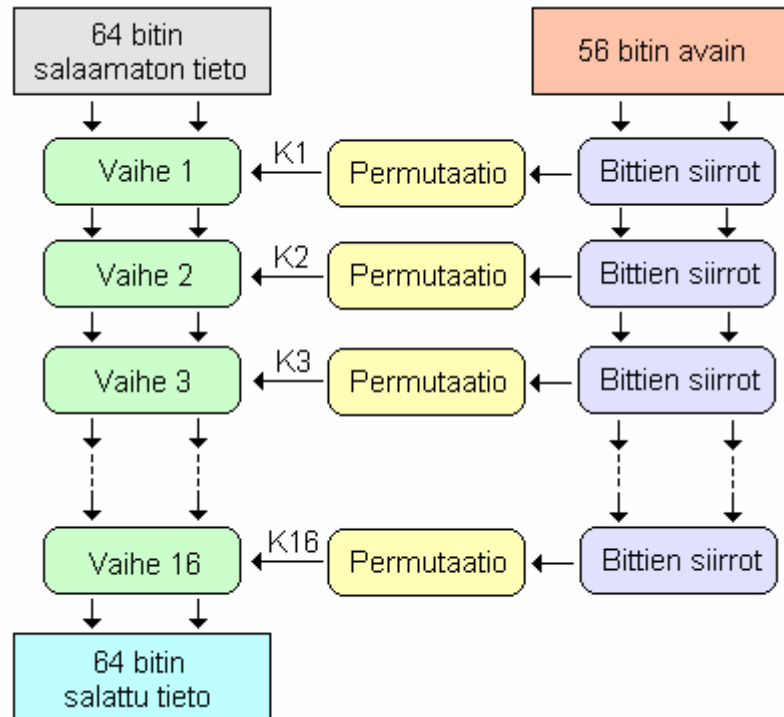 64 bitin
salaamaton tieto
56 bitin avain
Vaihe 1
K1
Permutaatio
Bittien siirrot
Vaihe 2
K2
Permutaatio
Bittien siirrot
Vaihe 3
K3
Permutaatio
Bittien siirrot
Vaihe 16
K16
Permutaatio
Bittien siirrot
64 bitin
salattu tieto